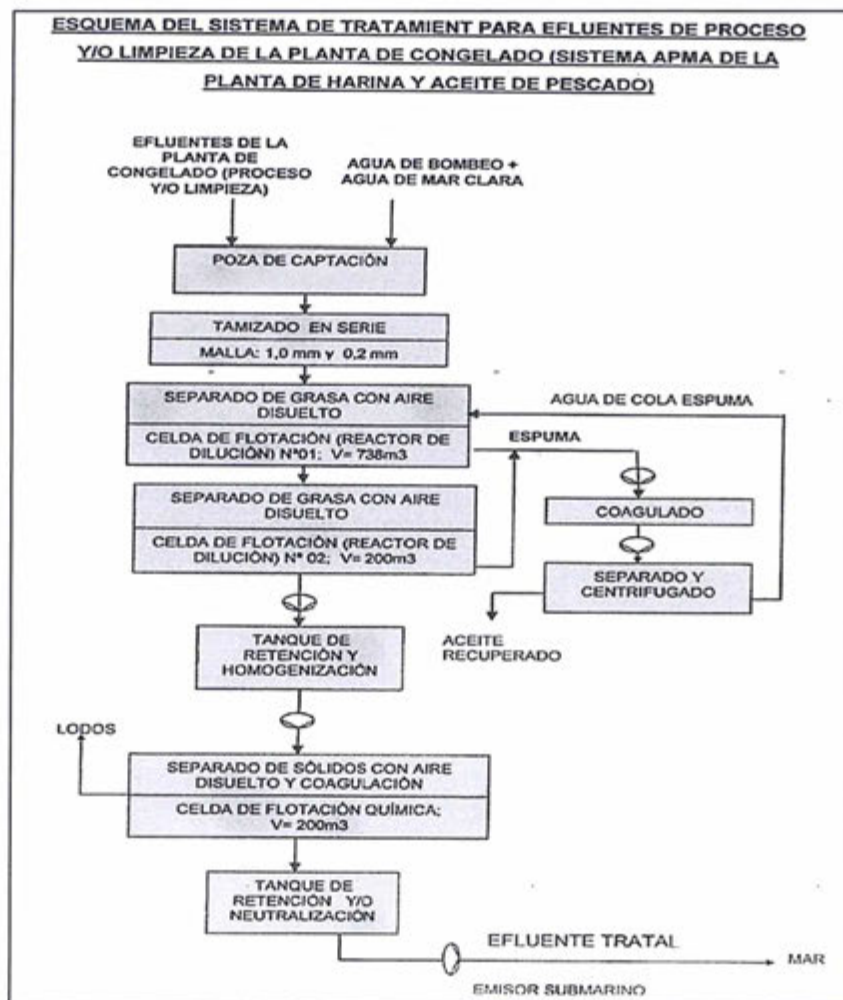 ESQUEMA DEL SISTEMA DE TRATAMIENT PARA EFLUENTES DE PROCESO
Y/O LIMPIEZA DE LA PLANTA DE CONGELADO (SISTEMA APMA DE LA
PLANTA DE HARINA Y ACEITE DE PESCADO)
EFLUENTES DE LA
PLANTA DE
CONGELADO (PROCESO
Y/O LIMPIEZA)
AGUA DE BOMBEO +
AGUA DE MAR CLARA
POZA DE CAPTACIÓN
TAMIZADO EN SERIE
MALLA: 1,0 mm y 0,2 mm
SEPARADO DE GRASA CON AIRE
DISUELTO
AGUA DE COLA ESPUMA
CELDA DE FLOTACIÓN (REACTOR DE
DILUCIÓN) Nº01; V= 738m3
ESPUMA
SEPARADO DE GRASA CON AIRE
DISUELTO
COAGULADO
CELDA DE FLOTACIÓN (REACTOR DE
DILUCIÓN) Nº 02; V= 200m3
SEPARADO Y
CENTRIFUGADO
TANQUE DE
RETENCIÓN Y
HOMOGENIZACIÓN
ACEITE
RECUPERADO
LODOS
SEPARADO DE SÓLIDOS CON AIRE
DISUELTO Y COAGULACIÓN
CELDA DE FLOTACIÓN QUÍMICA;
V= 200m3
TANQUE DE
RETENCIÓN Y/O
NEUTRALIZACIÓN
EFLUENTE TRATAL
MAR
EMISOR SUBMARINO